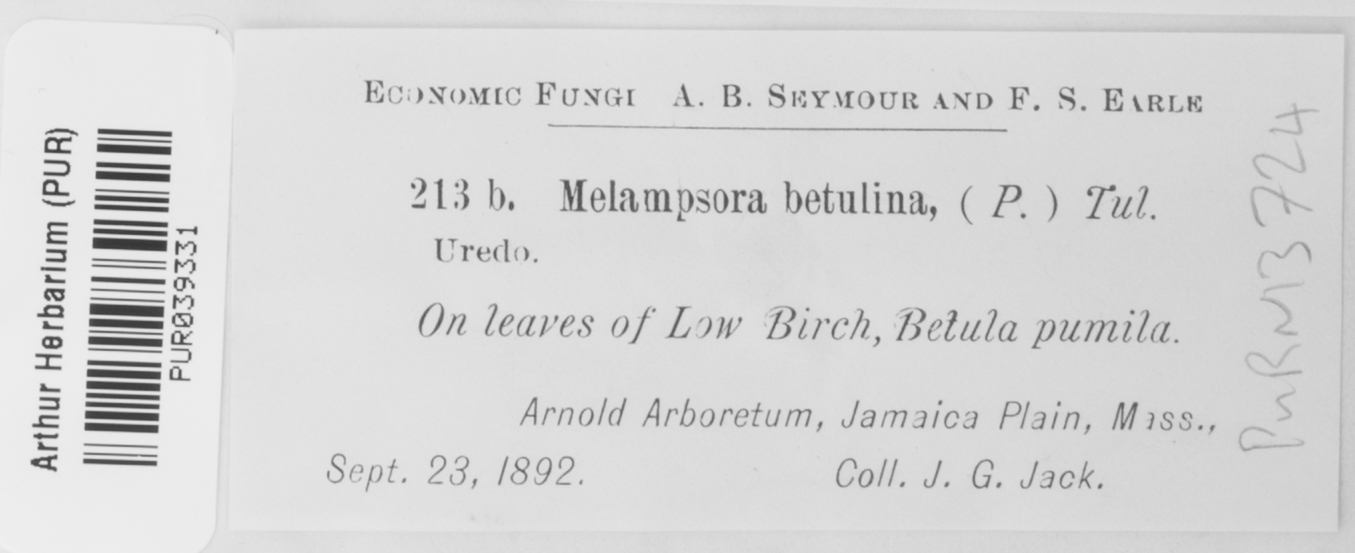 Arthur Herbarium (PUR)
PUR039331
Economic Fungi A. B. Seymour and F. S. Earle
213 b. Melampsora betulina, ( P. ) Tul.
Uredo.
On leaves of Low Birch, Betula pumila.
Arnold Arboretum, Jamaica Plain, Mass.,
Sept. 23, 1892. Coll. J. G. Jack.
PURN13724